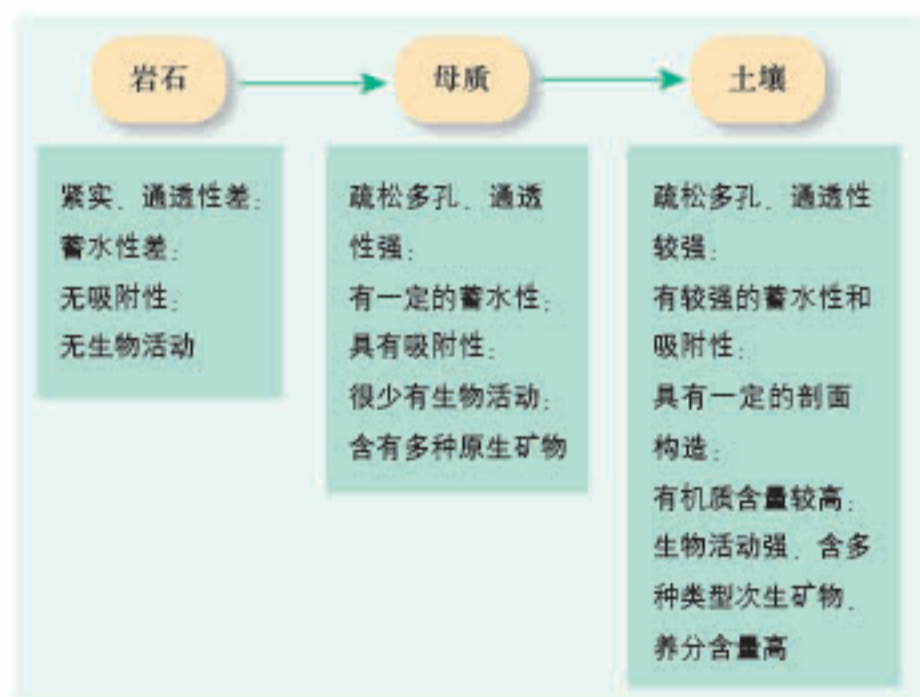 岩石
母质
土壤
紧实、通透性差;
蓄水性差;
无吸附性;
无生物活动
疏松多孔、通透
性强;
有一定的蓄水性;
具有吸附性;
很少有生物活动;
含有多种原生矿物
疏松多孔、通透性
较强;
有较强的蓄水性和
吸附性;
具有一定的剖面
构造;
有机质含量较高;
生物活动强、含多
种类型次生矿物、
养分含量高